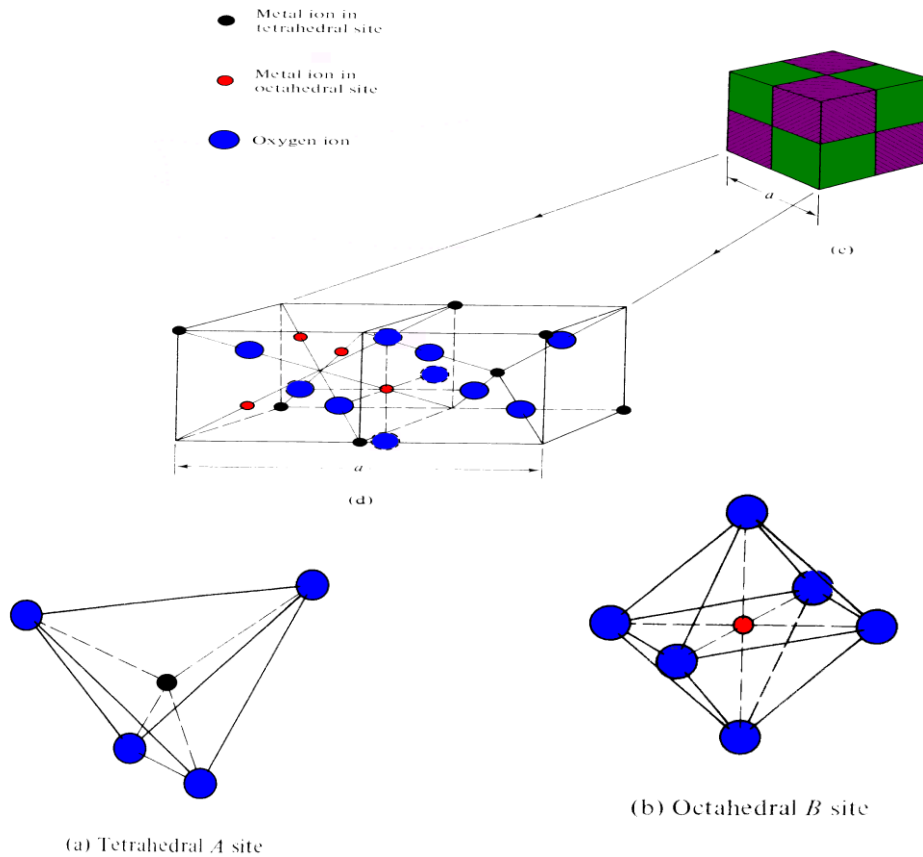 Metal ion in
tetrahedral site
Metal ion in
octahedral site
Oxygen ion
a
(c)
a
(d)
(a) Tetrahedral A site
(b) Octahedral B site